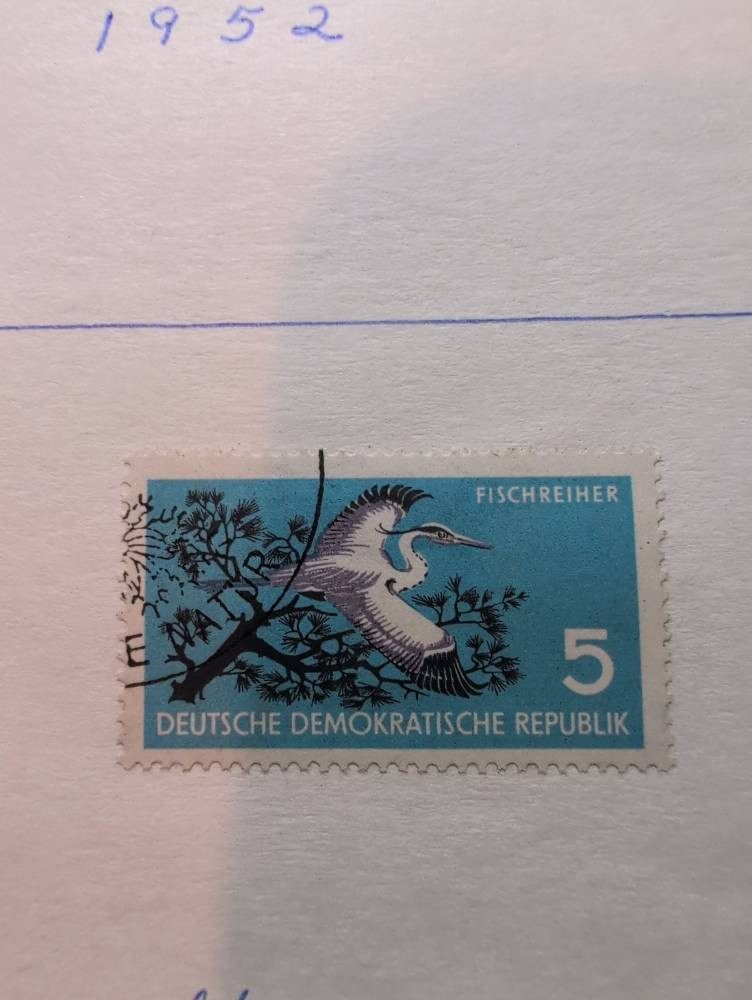 1952
FISCHREIHER
5
DEUTSCHE DEMOKRATISCHE REPUBLIK